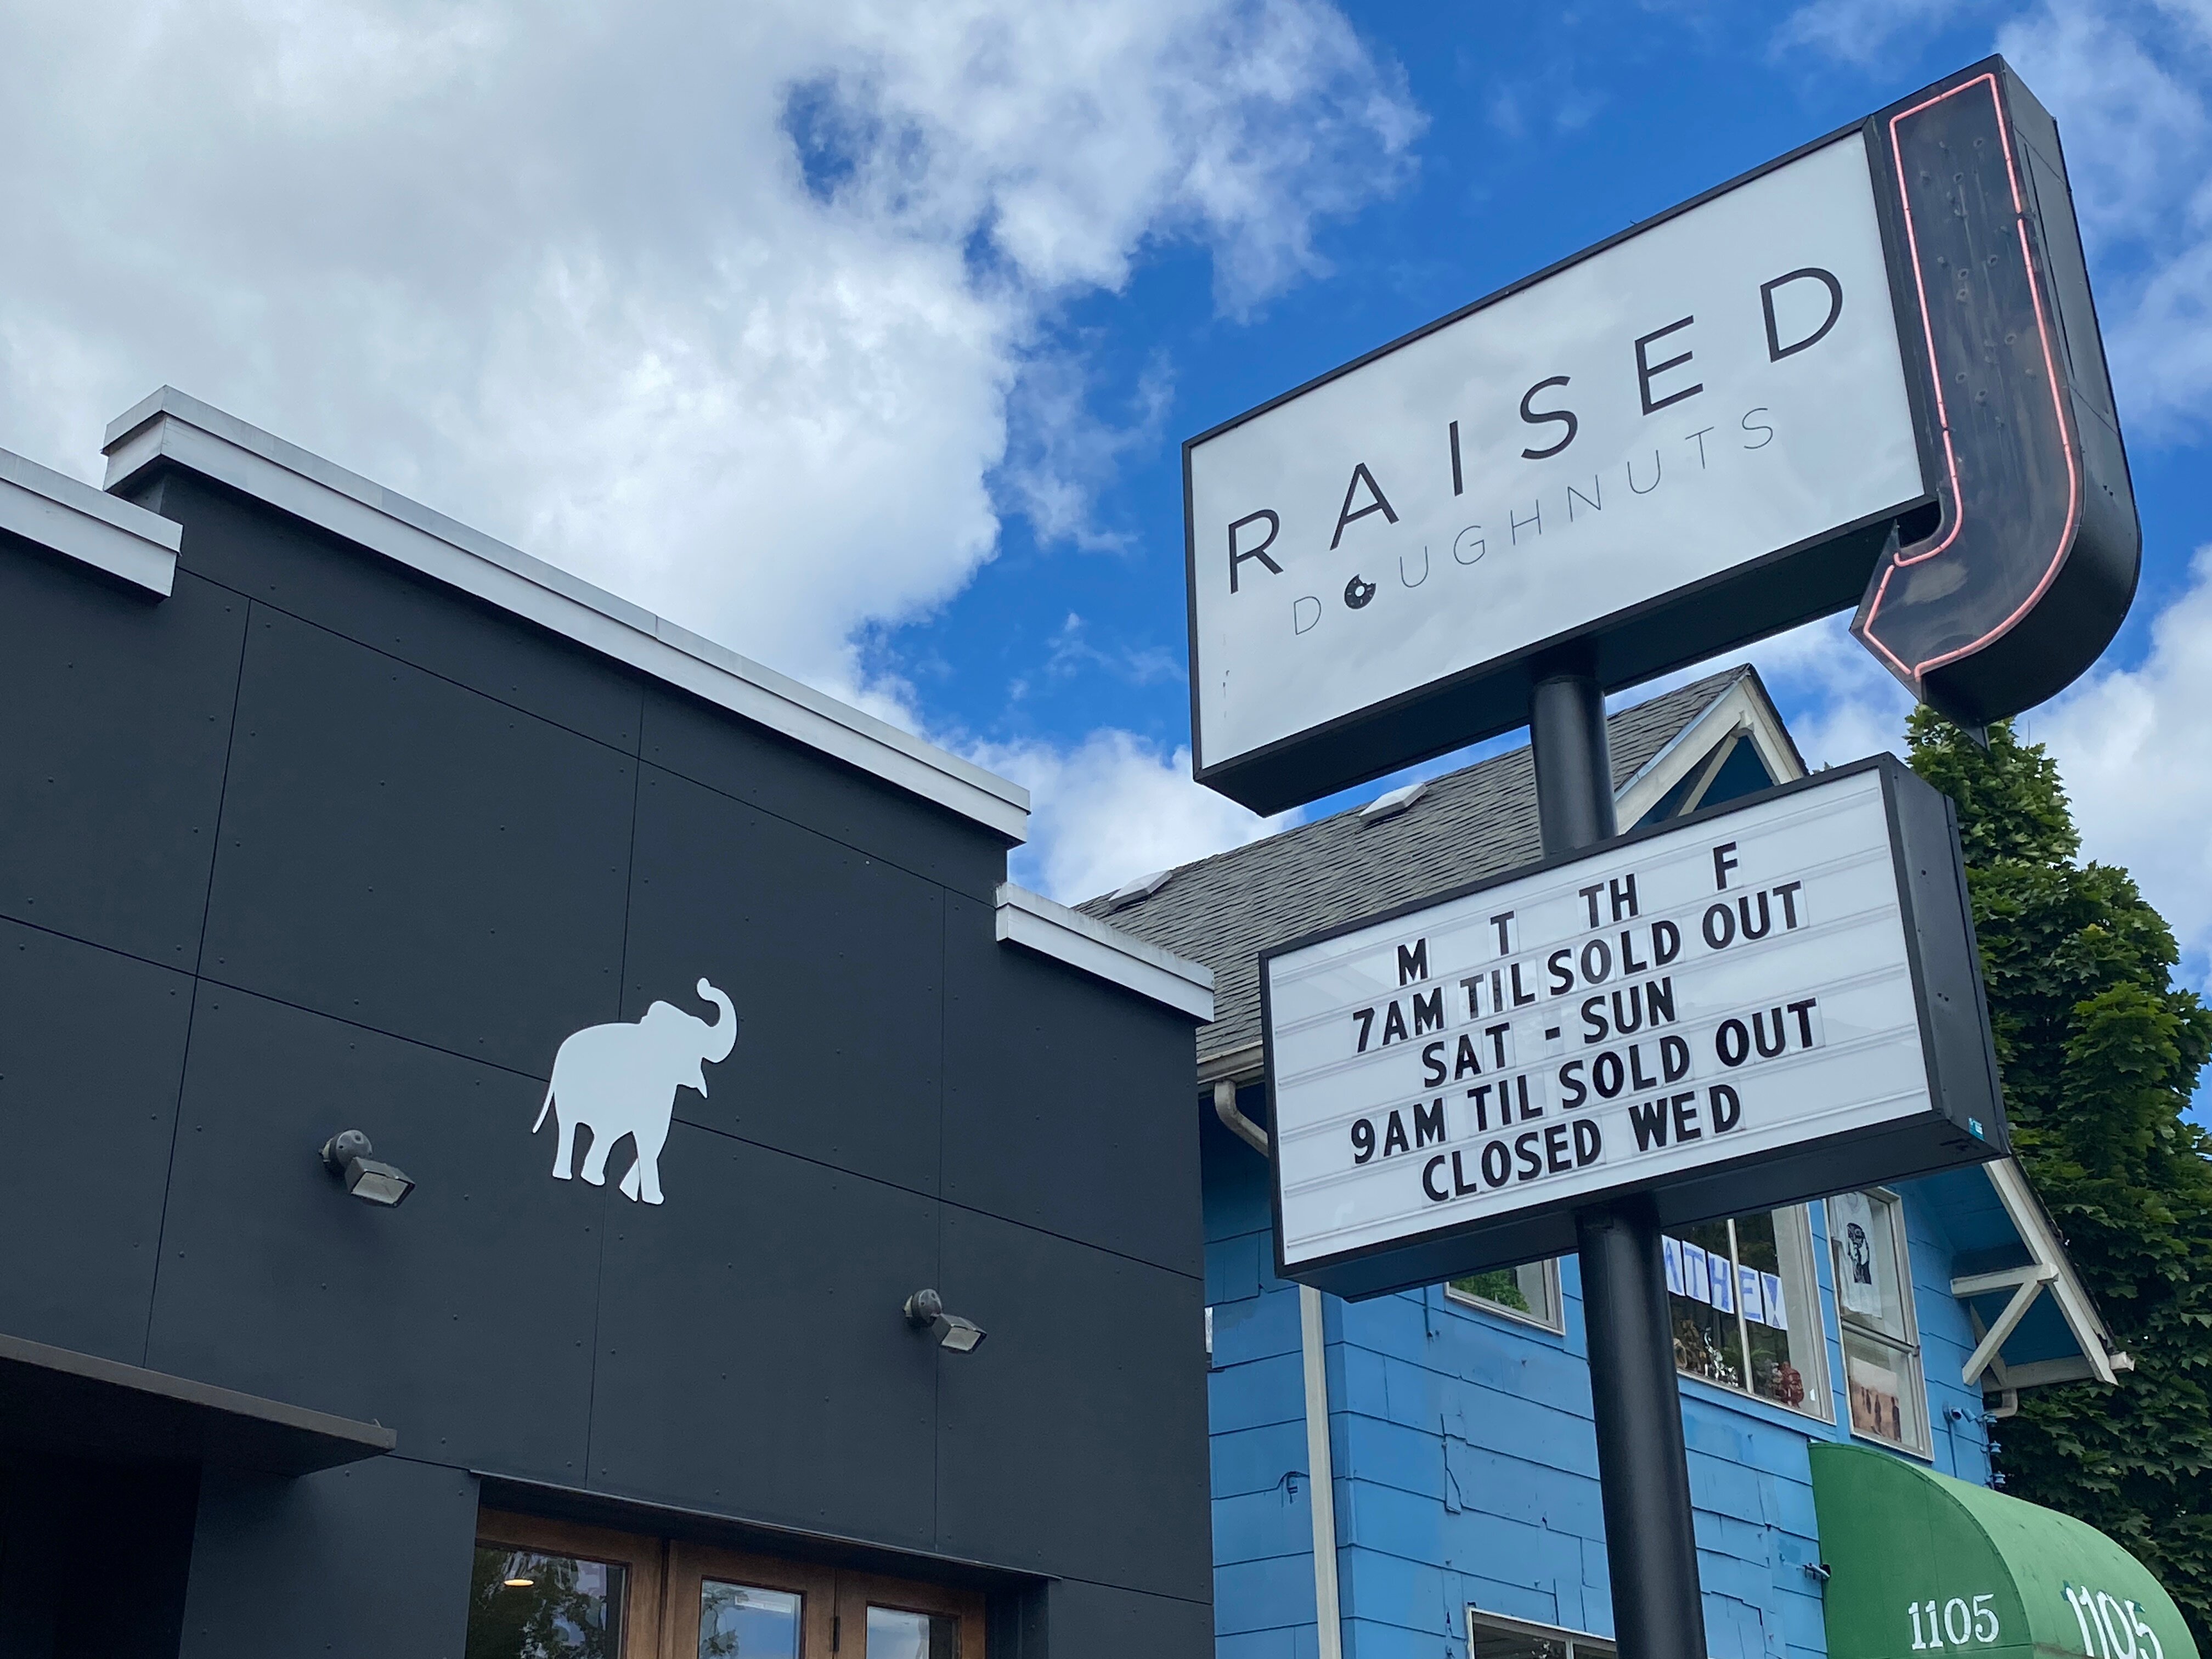 RAISED
DOUGHNUTS
M T TH F
7AM TIL SOLD OUT
SAT - SUN
9AM TIL SOLD OUT
CLOSED WED
1105
1105